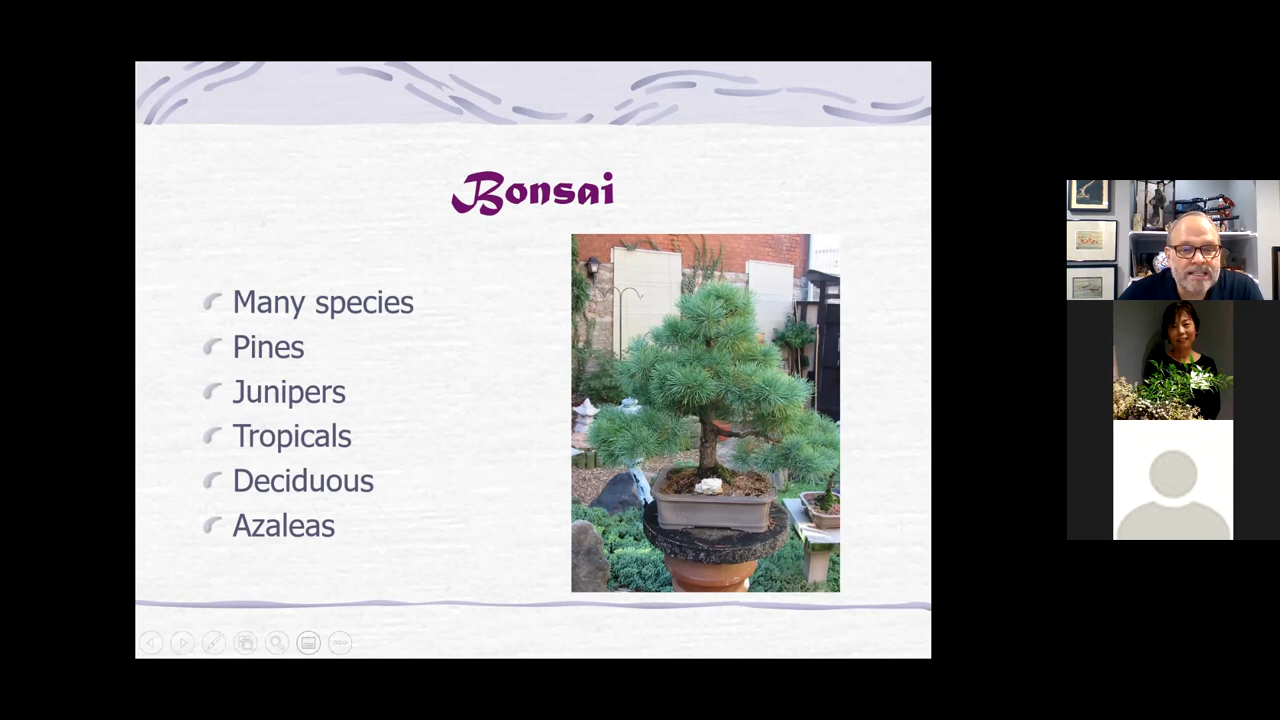 Bonsai
Many species
Pines
Junipers
Tropicals
Deciduous
Azaleas